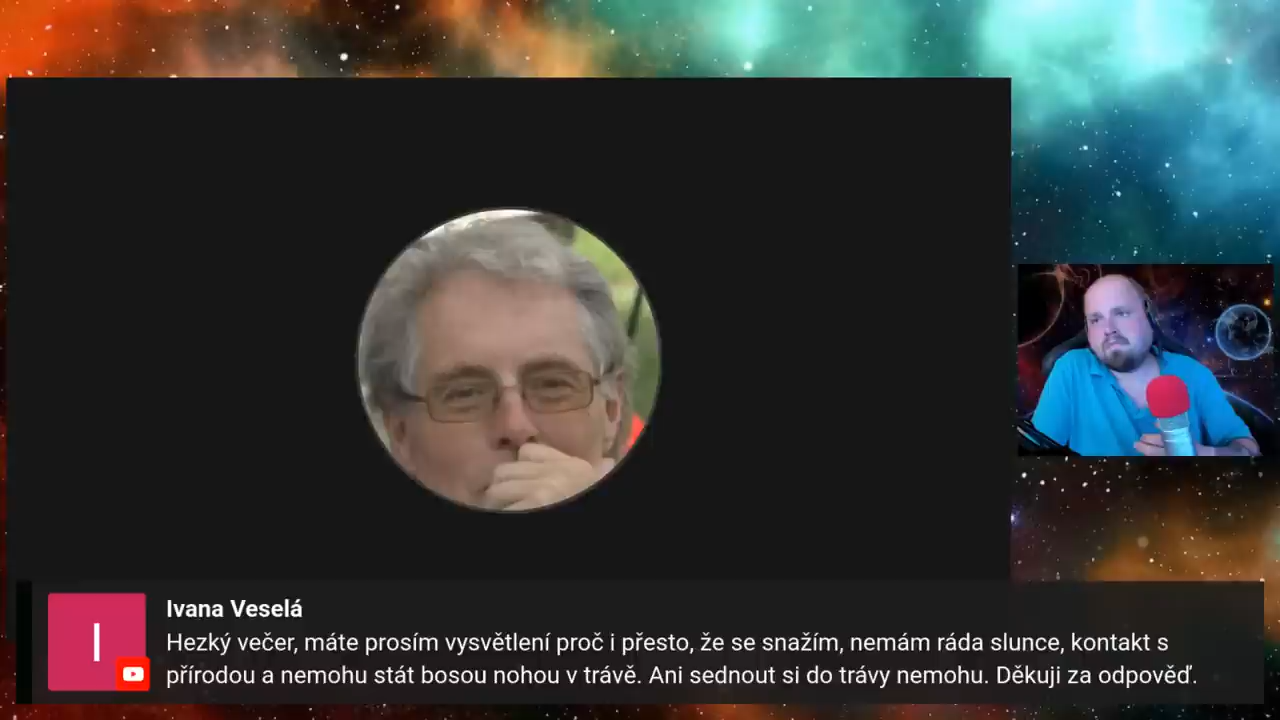 I
Ivana Veselá
Hezký večer, máte prosím vysvětlení proč i přesto, že se snažím, nemám ráda slunce, kontakt s
přírodou a nemohu stát bosou nohou v trávě. Ani sednout si do trávy nemohu. Děkuji za odpověď.